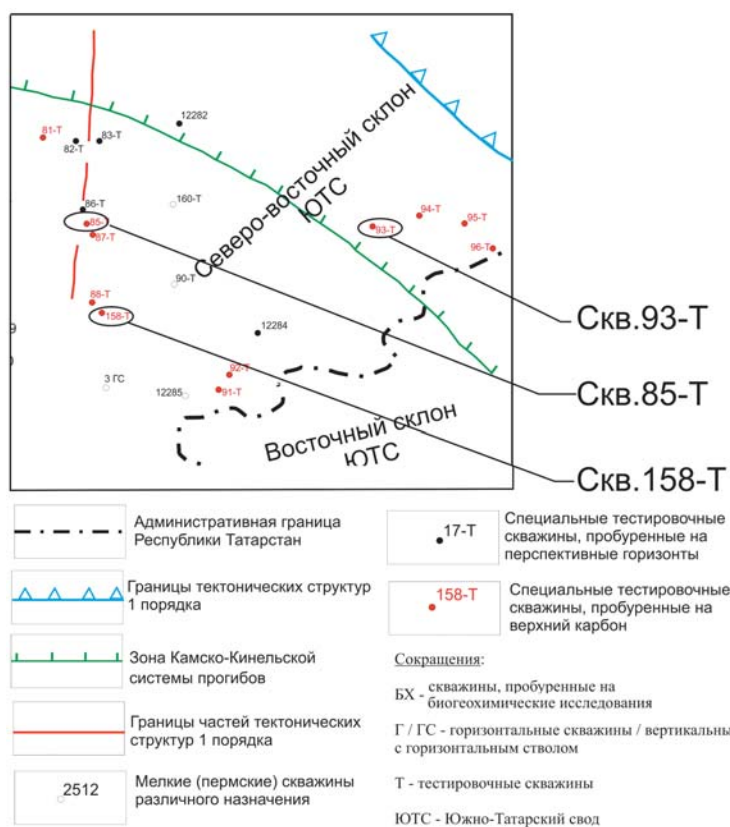 12282
81-Т
82-Т
83-Т
Северо-восточный склон
ЮТС
86-Т
160-Т
85-Т
87-Т
94-Т
95-Т
93-Т
96-Т
90-Т
88-Т
158-Т
12284
Скв.93-Т
92-Т
91-Т
3 ГС
12285
Скв.85-Т
Восточный склон
ЮТС
Скв.158-Т
Административная граница
Республики Татарстан
Границы тектонических структур
1 порядка
Зона Камско-Кинельской
системы прогибов
Границы частей тектонических
структур 1 порядка
2512
Мелкие (пермские) скважины
различного назначения
17-Т
Специальные тестировочные
скважины, пробуренные на
перспективные горизонты
158-Т
Специальные тестировочные
скважины, пробуренные на
верхний карбон
Сокращения:
БХ - скважины, пробуренные на
биогеохимические исследования
Г / ГС - горизонтальные скважины / вертикальны
с горизонтальным стволом
Т - тестировочные скважины
ЮТС - Южно-Татарский свод